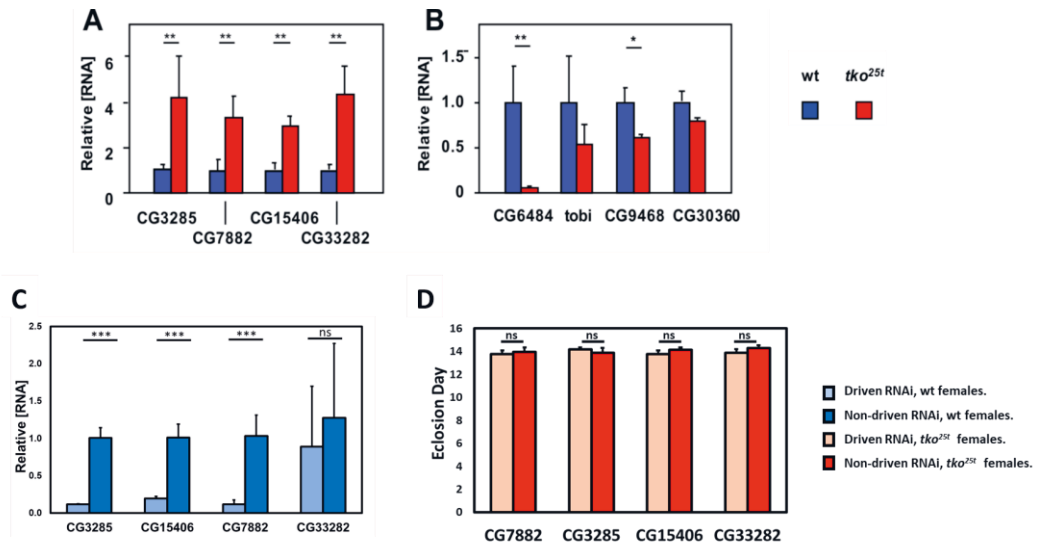 A
**
**
**
**
Relative [RNA]
6
4
2
0
CG3285
CG15406
CG7882
CG33282
B
**
*
Relative [RNA]
1.5
1.0
0.5
0
CG6484
tobi
CG9468
CG30360
wt
tko25t
C
***
***
***
ns
Relative [RNA]
2.5
2.0
1.5
1.0
0.5
0.0
CG3285
CG15406
CG7882
CG33282
D
ns
ns
ns
ns
Eclosion Day
16
14
12
10
8
6
4
2
0
CG7882
CG3285
CG15406
CG33282
Driven RNAi, wt females.
Non-driven RNAi, wt females.
Driven RNAi, tko25t females.
Non-driven RNAi, tko25t females.